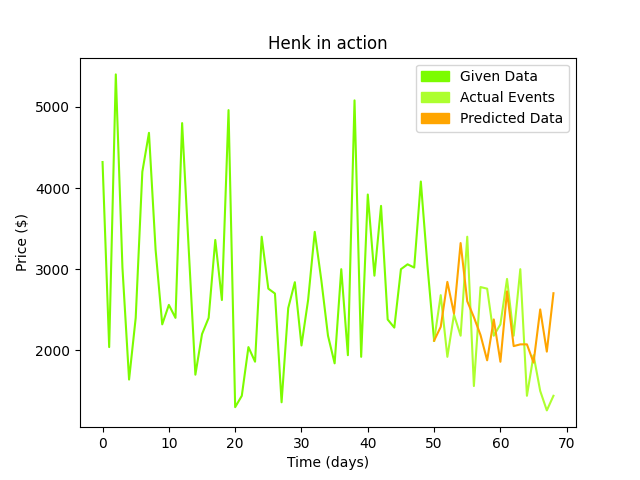 Henk in action
Given Data
Actual Events
Predicted Data
Price ($)
5000
4000
3000
2000
0 10 20 30 40 50 60 70
Time (days)